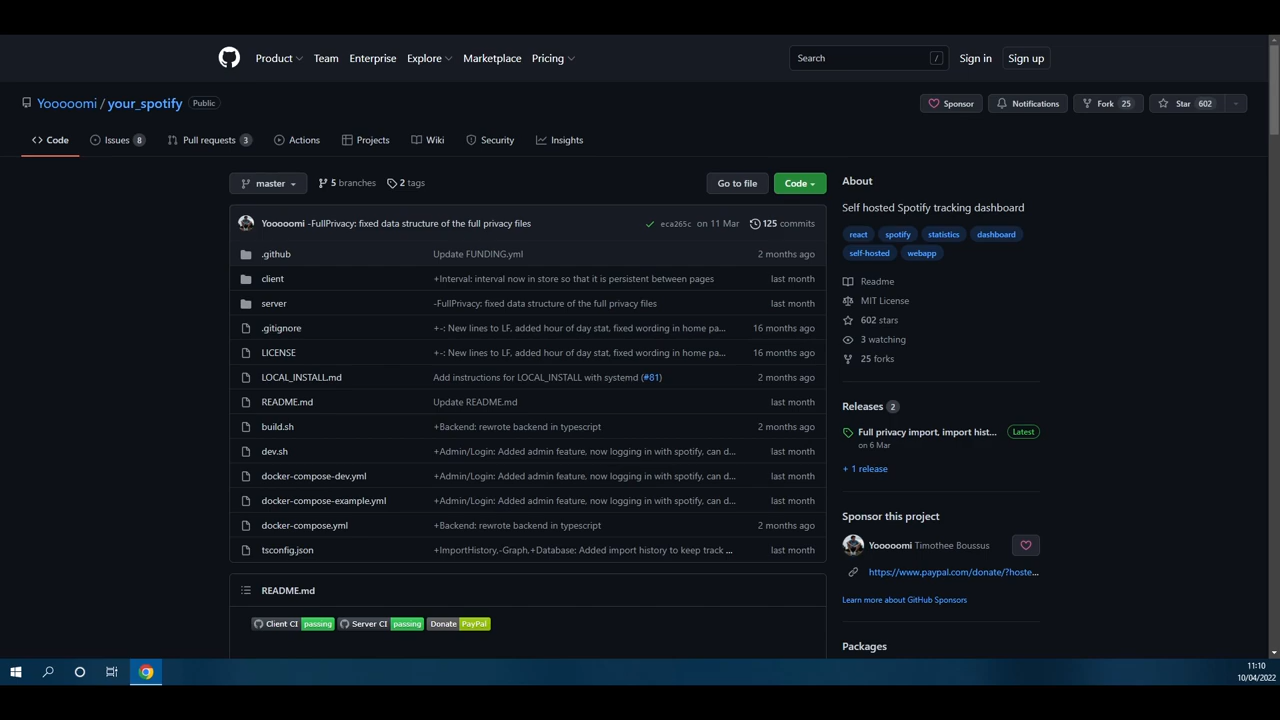 Product Team Enterprise Explore Marketplace Pricing Search / Sign in Sign up
Yooooomi / your_spotify Public Sponsor Notifications Fork 25 Star 602
Code Issues 8 Pull requests 3 Actions Projects Wiki Security Insights
master 5 branches 2 tags Go to file Code
Yooooomi -FullPrivacy: fixed data structure of the full privacy files eca265c on 11 Mar 125 commits
.github Update FUNDING.yml 2 months ago
client +Interval: interval now in store so that it is persistent between pages last month
server -FullPrivacy: fixed data structure of the full privacy files last month
.gitignore +-: New lines to LF, added hour of day stat, fixed wording in home pa... 16 months ago
LICENSE +-: New lines to LF, added hour of day stat, fixed wording in home pa... 16 months ago
LOCAL_INSTALL.md Add instructions for LOCAL_INSTALL with systemd (#81) 2 months ago
README.md Update README.md last month
build.sh +Backend: rewrote backend in typescript 2 months ago
dev.sh +Admin/Login: Added admin feature, now logging in with spotify, can d... last month
docker-compose-dev.yml +Admin/Login: Added admin feature, now logging in with spotify, can d... last month
docker-compose-example.yml +Admin/Login: Added admin feature, now logging in with spotify, can d... last month
docker-compose.yml +Backend: rewrote backend in typescript 2 months ago
tsconfig.json +ImportHistory,-Graph,+Database: Added import history to keep track ... last month
README.md
Client CI passing Server CI passing Donate PayPal
About
Self hosted Spotify tracking dashboard
react spotify statistics dashboard
self-hosted webapp
Readme
MIT License
602 stars
3 watching
25 forks
Releases 2
Full privacy import, import hist... Latest
on 6 Mar
+ 1 release
Sponsor this project
Yooooomi Timothee Boussus
https://www.paypal.com/donate/?hoste...
Learn more about GitHub Sponsors
Packages
11:10
10/04/2022